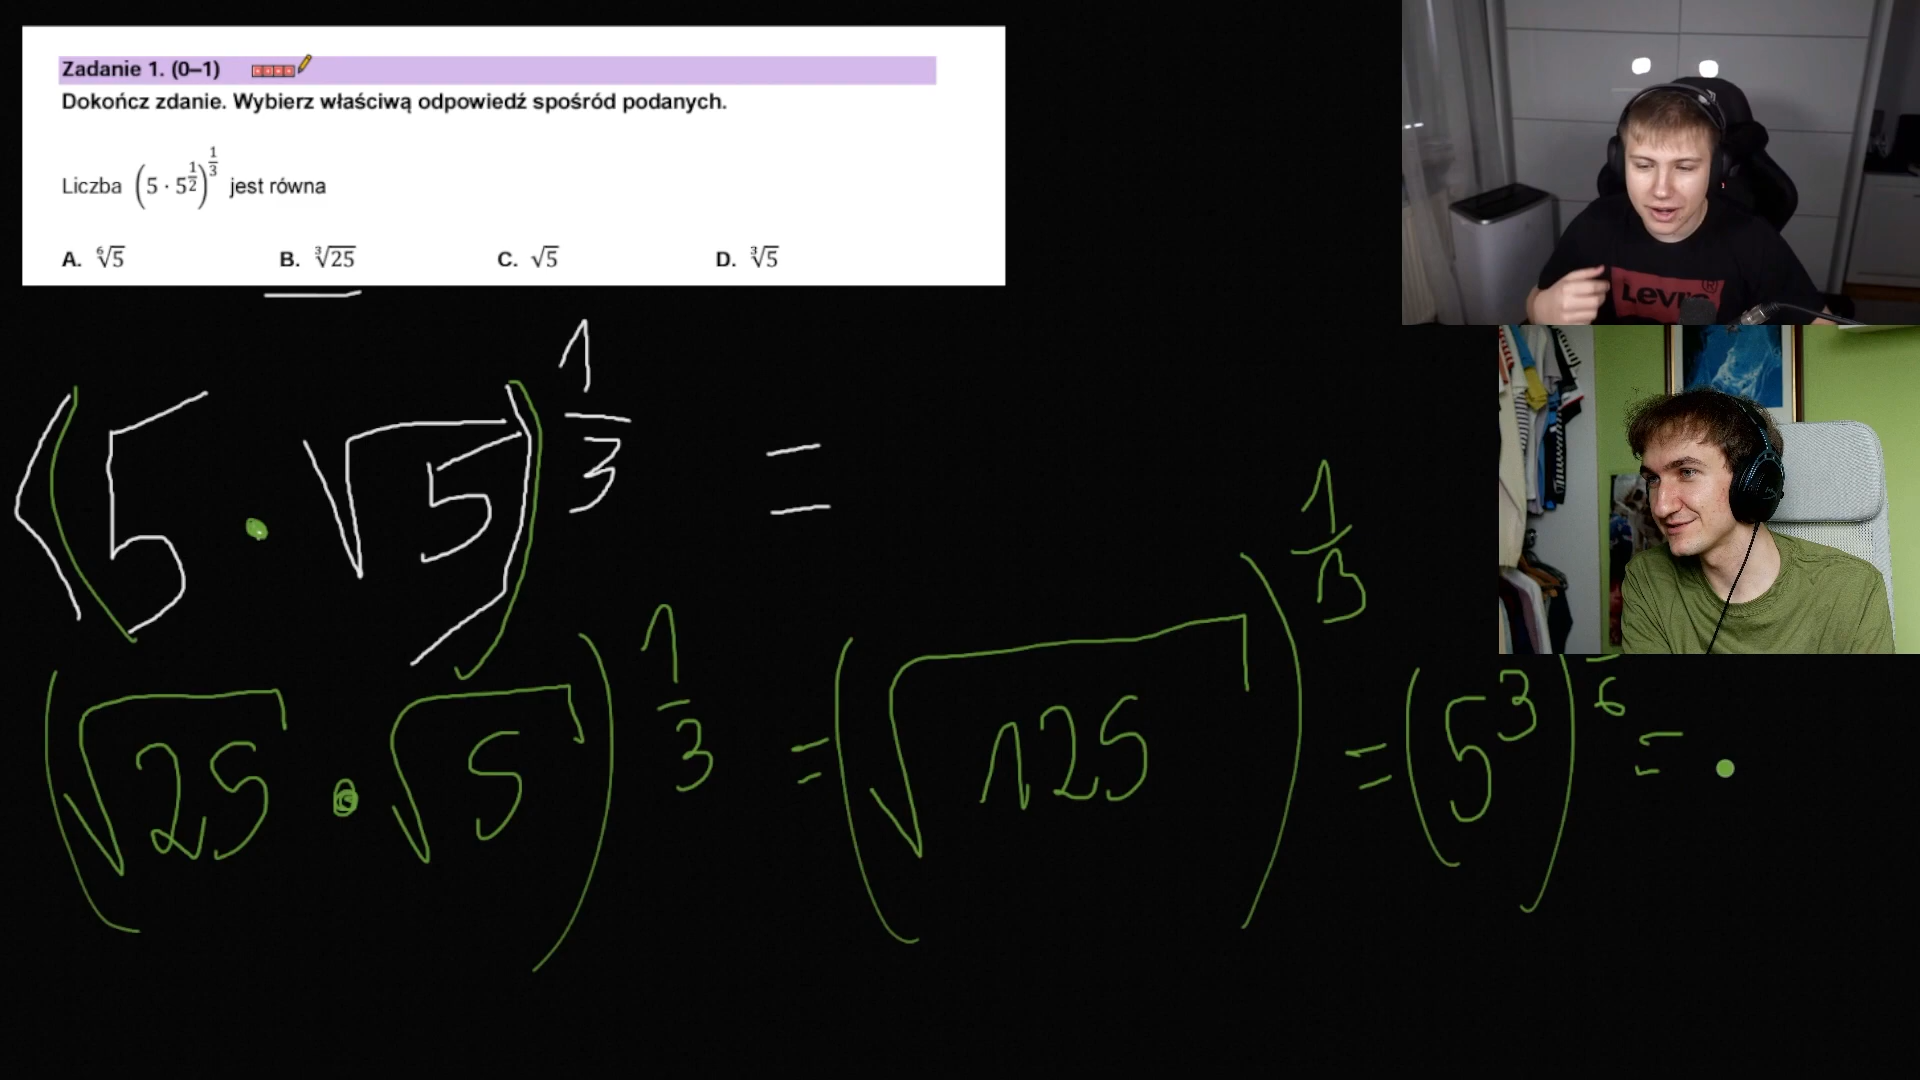 Zadanie 1. (0–1)
Dokończ zdanie. Wybierz właściwą odpowiedź spośród podanych.
Liczba (5 · 5^{1/2})^{1/3} jest równa
A. ⁶√5 B. ³√25 C. √5 D. ³√5
(5 · √5)^{1/3} =
(√25 · √5)^{1/3} = (√125)^{1/3} = (5³)^{/6} =
Levi's®